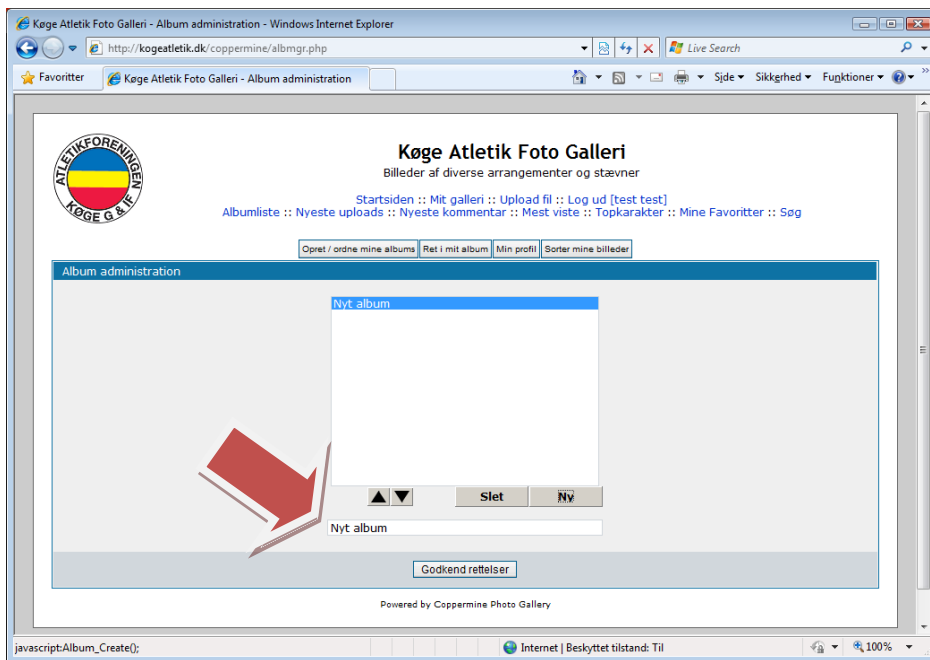 Køge Atletik Foto Galleri - Album administration - Windows Internet Explorer
http://kogeatletik.dk/coppermine/albmgr.php
Live Search
Favoritter
Køge Atletik Foto Galleri - Album administration
Side
Sikkerhed
Funktioner
ATLETIKFORENINGEN
KØGE G & IF
Køge Atletik Foto Galleri
Billeder af diverse arrangementer og stævner
Startsiden :: Mit galleri :: Upload fil :: Log ud [test test]
Albumliste :: Nyeste uploads :: Nyeste kommentar :: Mest viste :: Topkarakter :: Mine Favoritter :: Søg
Opret / ordne mine albums Ret i mit album Min profil Sorter mine billeder
Album administration
Nyt album
Slet Ny
Nyt album
Godkend rettelser
Powered by Coppermine Photo Gallery
javascript:Album_Create();
Internet | Beskyttet tilstand: Til
100%